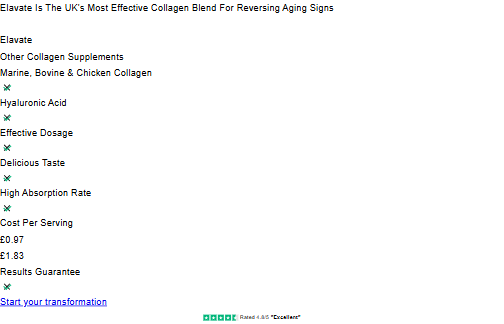 Elavate Is The UK's Most Effective Collagen Blend For Reversing Aging Signs
Elavate
Other Collagen Supplements
Marine, Bovine & Chicken Collagen
Hyaluronic Acid
Effective Dosage
Delicious Taste
High Absorption Rate
Cost Per Serving
£0.97
£1.83
Results Guarantee
Start your transformation
Rated 4.8/5 "Excellent"